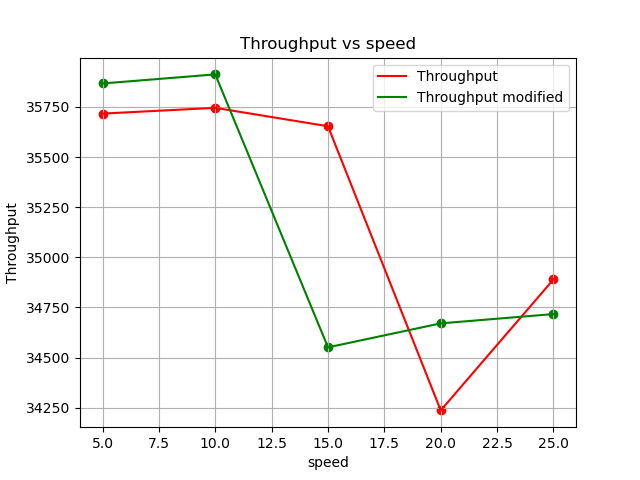 Throughput vs speed
Throughput
Throughput modified
35750
35500
35250
35000
34750
34500
34250
Throughput
5.0 7.5 10.0 12.5 15.0 17.5 20.0 22.5 25.0
speed